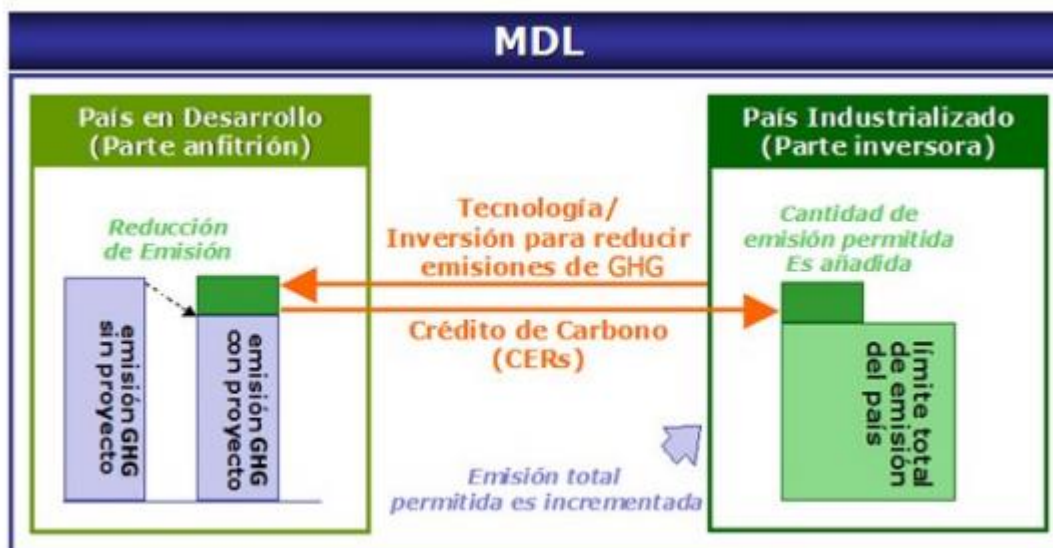 MDL
País en Desarrollo
(Parte anfitrión)
Reducción
de Emisión
emisión GHG
sin proyecto
emisión GHG
con proyecto
Tecnología/
Inversión para reducir
emisiones de GHG
Crédito de Carbono
(CERs)
Emisión total
permitida es incrementada
País Industrializado
(Parte inversora)
Cantidad de
emisión permitida
Es añadida
límite total
de emisión
del país